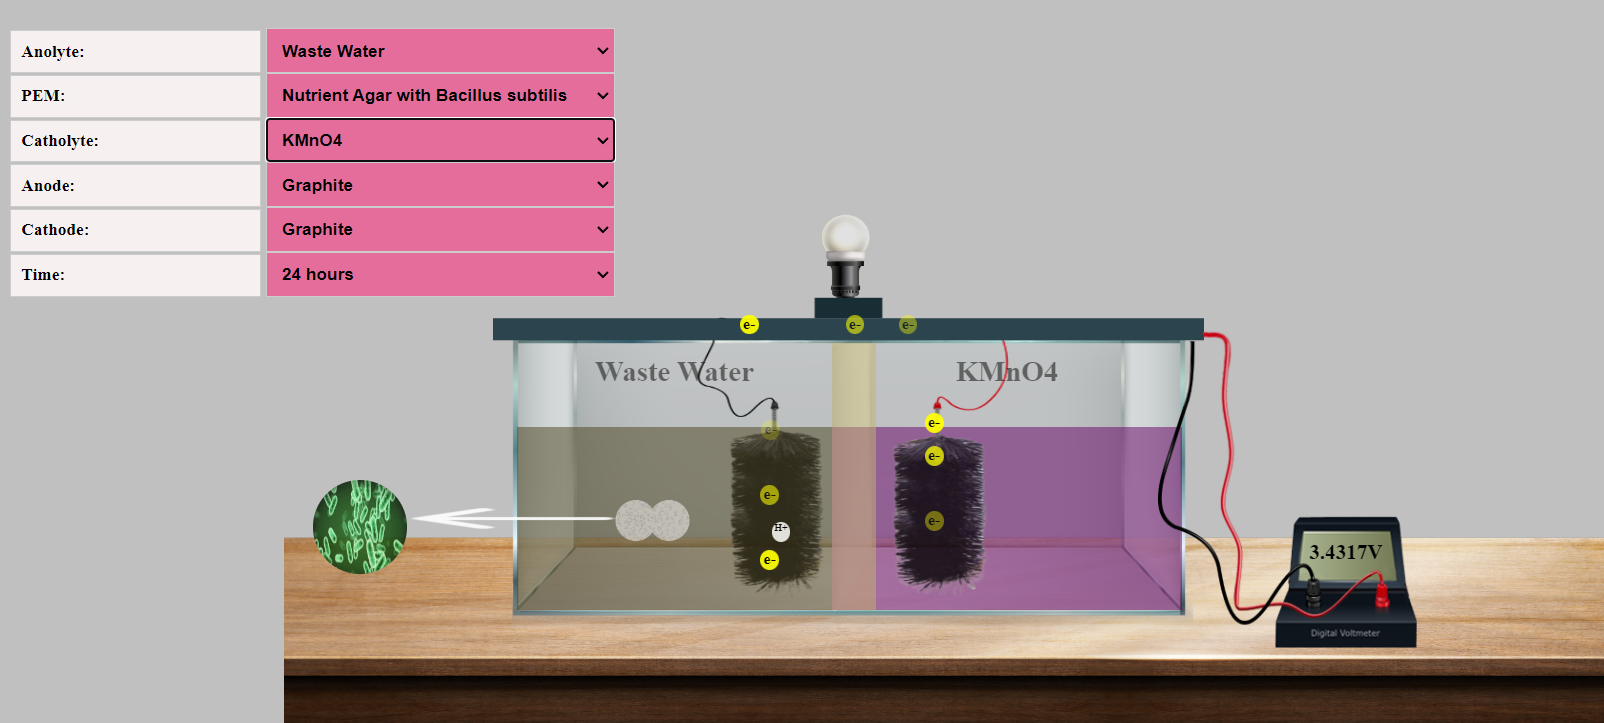 Anolyte: Waste Water
PEM: Nutrient Agar with Bacillus subtilis
Catholyte: KMnO4
Anode: Graphite
Cathode: Graphite
Time: 24 hours
e- e- e-
Waste Water KMnO4
e- e-
e-
e-
H+ e-
e-
3.4317V
Digital Voltmeter